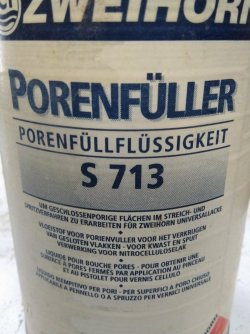 ZWEIHORN
PORENFÜLLER
PORENFÜLLFLÜSSIGKEIT
S 713
UM GESCHLOSSENPORIGE FLÄCHEN IM STREICH- UND
SPRITZVERFAHREN ZU ERARBEITEN FÜR ZWEIHORN UNIVERSALLACKE
VLOEISTOF VOOR PORENVULLER VOOR HET VERKRIJGEN
VAN GESLOTEN VLAKKEN - VOOR KWAST EN SPUIT
VERWENDING VOOR NITROCELLULOSELAK
LIQUIDE POUR BOUCHE PORES - POUR OBTENIR UNE
SURFACE À PORES FERMÉS PAR APPLICATION AU PINCEAU
ET AU PISTOLET POUR VERNIS CELLULO
LIQUIDO RIEMPITIVO PER PORI - PER SUPERFICI A PORO CHIUSO
APPLICABILE A PENNELLO O A SPRUZZO PER VERNICI UNIVERSALI